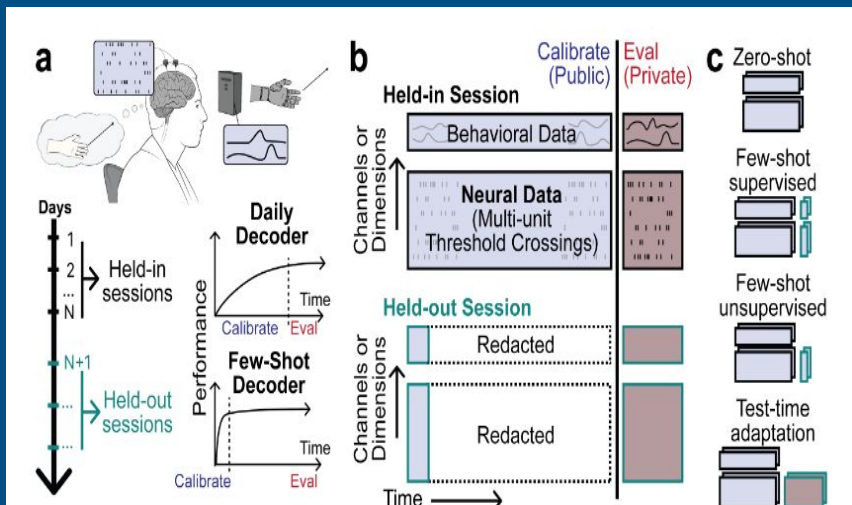 a
Days
1
2
...
N
Held-in
sessions
N+1
...
...
Held-out
sessions
Performance
Daily
Decoder
Time
Calibrate
Eval
Few-Shot
Decoder
Time
Calibrate
Eval
b
Calibrate
(Public)
Eval
(Private)
Held-in Session
Channels or
Dimensions
Behavioral Data
Neural Data
(Multi-unit
Threshold Crossings)
Held-out Session
Channels or
Dimensions
Redacted
Redacted
Time
c
Zero-shot
Few-shot
supervised
Few-shot
unsupervised
Test-time
adaptation